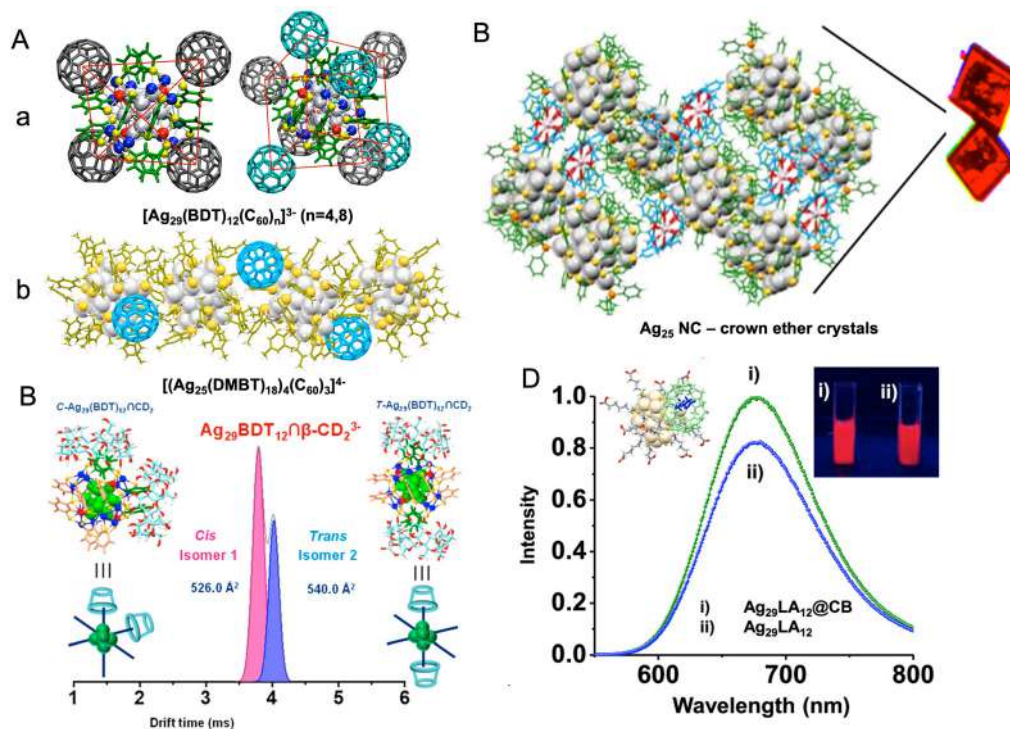 A
a
[Ag29(BDT)12(C60)n]3- (n=4,8)
b
[(Ag25(DMBT)18)4(C60)3]4-
B
Ag25 NC – crown ether crystals
B
C-Ag29(BDT)12∩CD2
T-Ag29(BDT)12∩CD2
Ag29BDT12∩β-CD2 3-
Cis
Isomer 1
526.0 Å2
Trans
Isomer 2
540.0 Å2
1 2 3 4 5 6
Drift time (ms)
D
i)
ii)
i)
ii)
i) Ag29LA12@CB
ii) Ag29LA12
Intensity
1.0
0.8
0.6
0.4
0.2
0.0
600 700 800
Wavelength (nm)